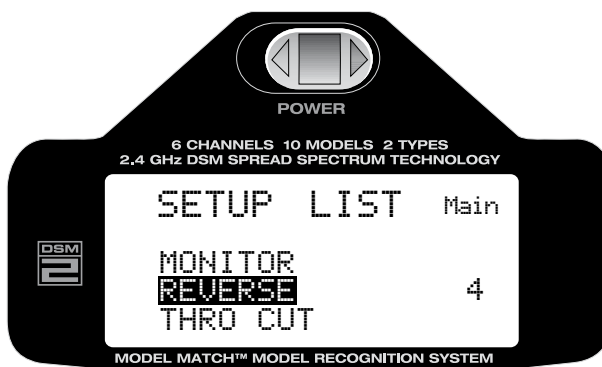 POWER
6 CHANNELS 10 MODELS 2 TYPES
2.4 GHz DSM SPREAD SPECTRUM TECHNOLOGY
SETUP LIST Main
DSM
2
MONITOR
REVERSE 4
THRO CUT
MODEL MATCH™ MODEL RECOGNITION SYSTEM